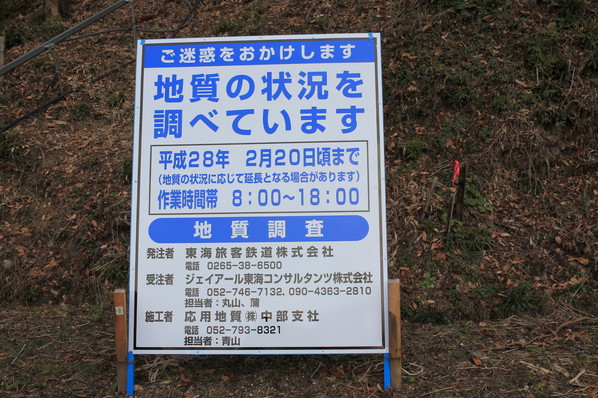 ご迷惑をおかけします
地質の状況を
調べています
平成28年 2月20日頃まで
(地質の状況に応じて延長となる場合があります)
作業時間帯 8:00~18:00
地質調査
発注者 東海旅客鉄道株式会社
電話 0265-38-6500
受注者 ジェイアール東海コンサルタンツ株式会社
電話 052-746-7132, 090-4363-2810
担当者:丸山、蒲
施工者 応用地質㈱中部支社
電話 052-793-8321
担当者:青山